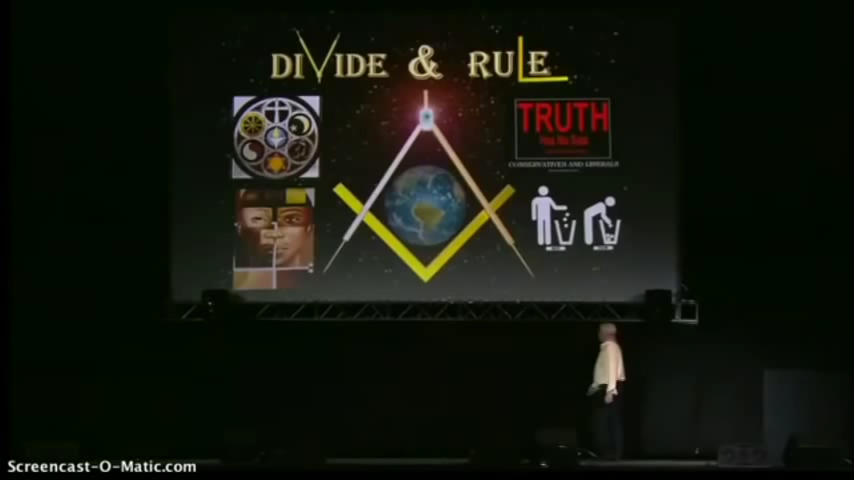 DIVIDE & RULE
TRUTH
CONSERVATIVES AND LIBERALS
Screencast-O-Matic.com